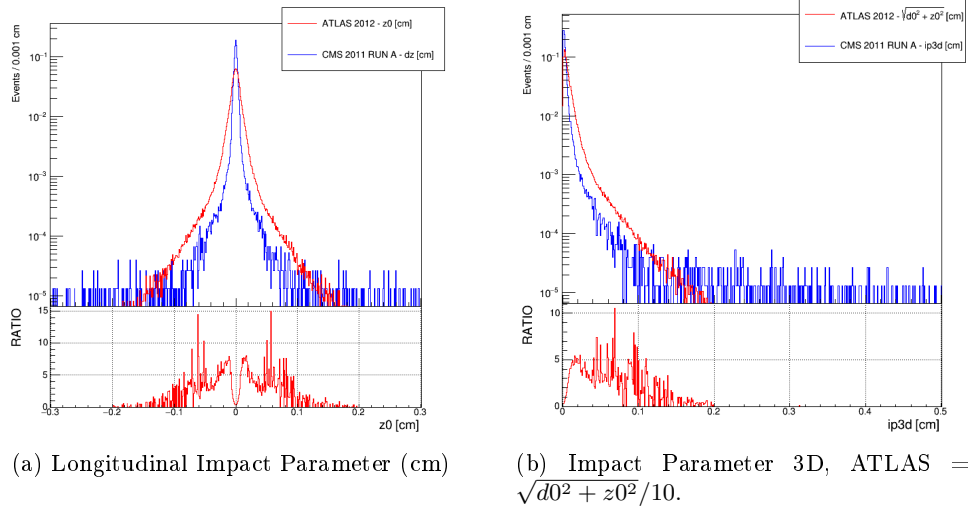 ATLAS 2012 - z0 [cm]
CMS 2011 RUN A - dz [cm]
Events / 0.001 cm
10⁻¹
10⁻²
10⁻³
10⁻⁴
10⁻⁵
RATIO
15
10
5
0
-0.3 -0.2 -0.1 0 0.1 0.2 0.3
z0 [cm]
(a) Longitudinal Impact Parameter (cm)
ATLAS 2012 - √d0² + z0² [cm]
CMS 2011 RUN A - ip3d [cm]
Events / 0.001 cm
10⁻¹
10⁻²
10⁻³
10⁻⁴
10⁻⁵
RATIO
10
5
0
0 0.1 0.2 0.3 0.4 0.5
ip3d [cm]
(b) Impact Parameter 3D, ATLAS =
√d0² + z0²/10.